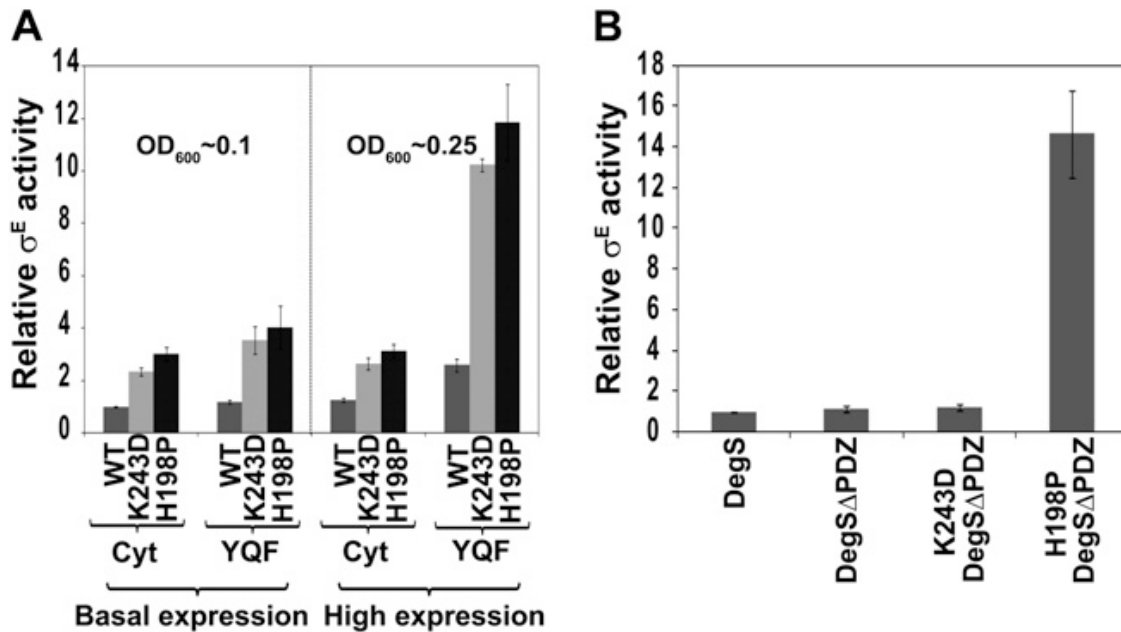 A
Relative σᴱ activity
14
12
10
8
6
4
2
0
OD₆₀₀~0.1
OD₆₀₀~0.25
WT
K243D
H198P
WT
K243D
H198P
WT
K243D
H198P
WT
K243D
H198P
Cyt
YQF
Cyt
YQF
Basal expression
High expression
B
Relative σᴱ activity
18
16
14
12
10
8
6
4
2
0
DegS
DegSΔPDZ
K243D
DegSΔPDZ
H198P
DegSΔPDZ